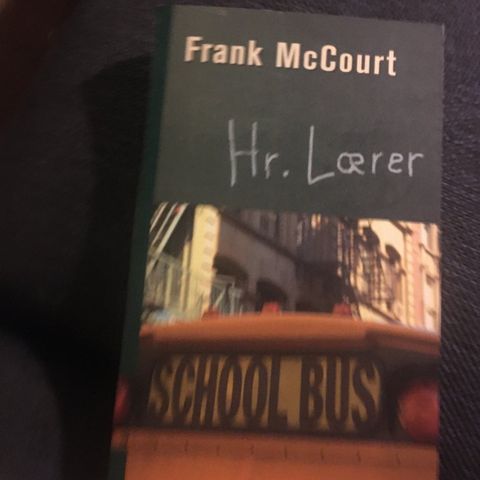 Frank McCourt
Hr. Lærer
SCHOOL BUS